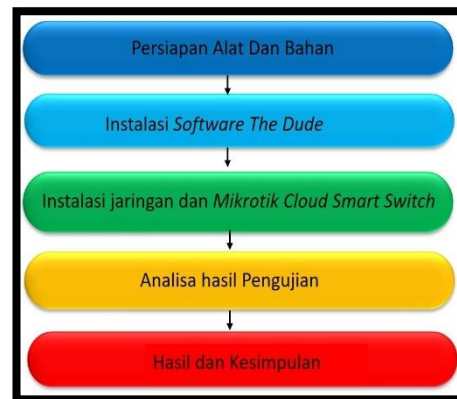 Persiapan Alat Dan Bahan
Instalasi Software The Dude
Instalasi jaringan dan Mikrotik Cloud Smart Switch
Analisa hasil Pengujian
Hasil dan Kesimpulan